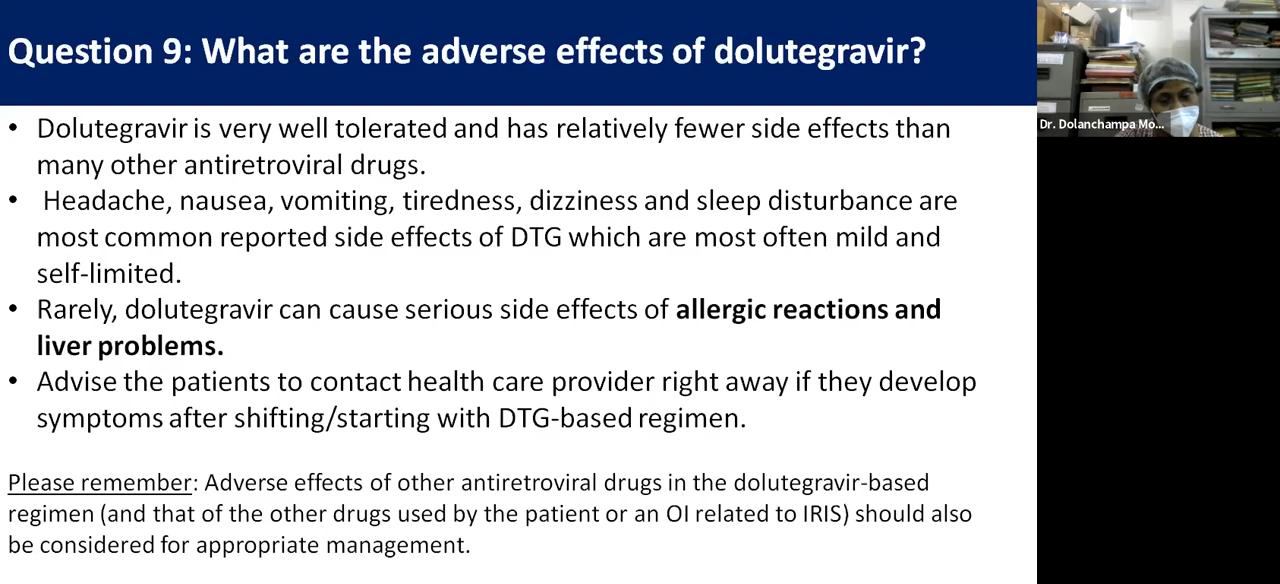 Question 9: What are the adverse effects of dolutegravir?
• Dolutegravir is very well tolerated and has relatively fewer side effects than
many other antiretroviral drugs.
• Headache, nausea, vomiting, tiredness, dizziness and sleep disturbance are
most common reported side effects of DTG which are most often mild and
self-limited.
• Rarely, dolutegravir can cause serious side effects of allergic reactions and
liver problems.
• Advise the patients to contact health care provider right away if they develop
symptoms after shifting/starting with DTG-based regimen.
Please remember: Adverse effects of other antiretroviral drugs in the dolutegravir-based
regimen (and that of the other drugs used by the patient or an OI related to IRIS) should also
be considered for appropriate management.
Dr. Dolanchampa Mo...